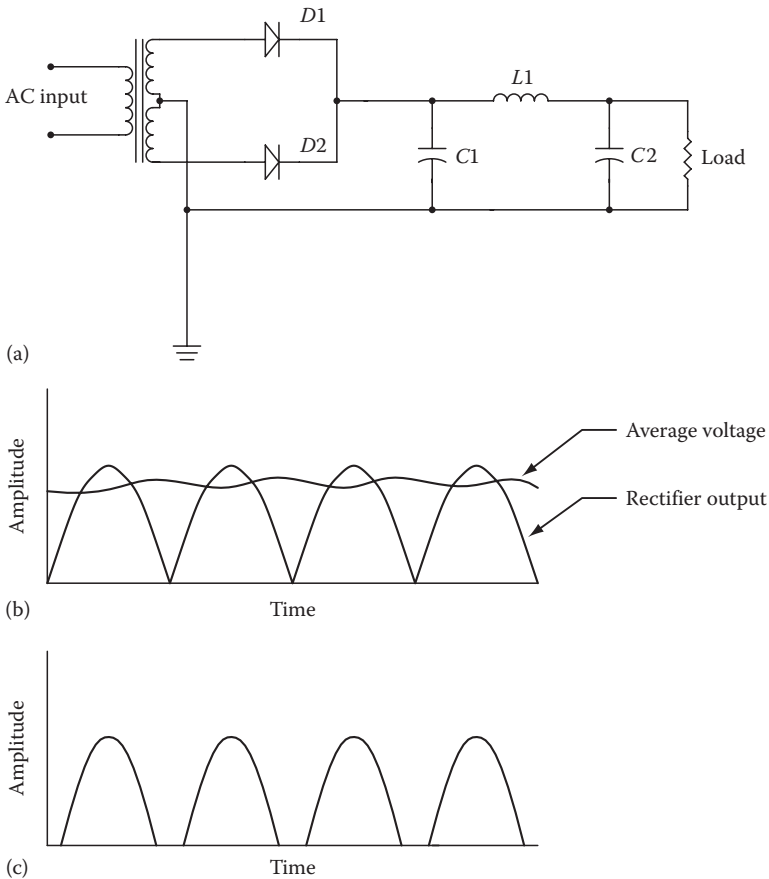 D1
AC input
L1
D2
C1
C2
Load
(a)
Amplitude
Average voltage
Rectifier output
(b)
Time
Amplitude
(c)
Time